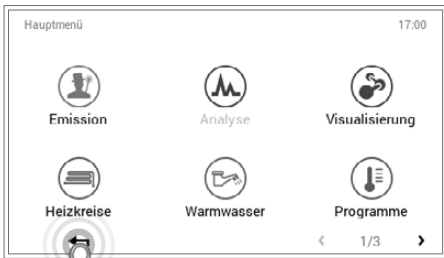 Hauptmenü 17:00
Emission Analyse Visualisierung
Heizkreise Warmwasser Programme
1/3